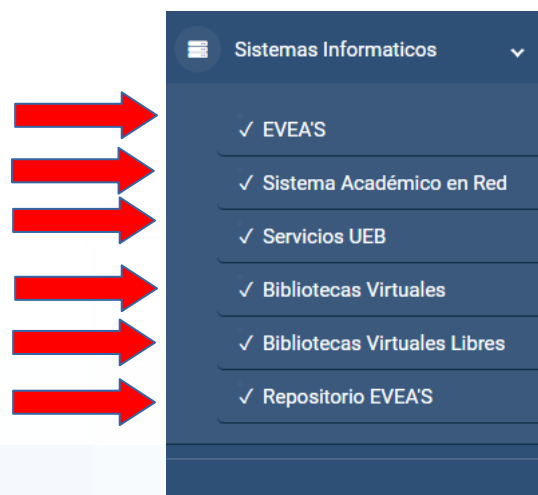 Sistemas Informaticos
✓ EVEA'S
✓ Sistema Académico en Red
✓ Servicios UEB
✓ Bibliotecas Virtuales
✓ Bibliotecas Virtuales Libres
✓ Repositorio EVEA'S